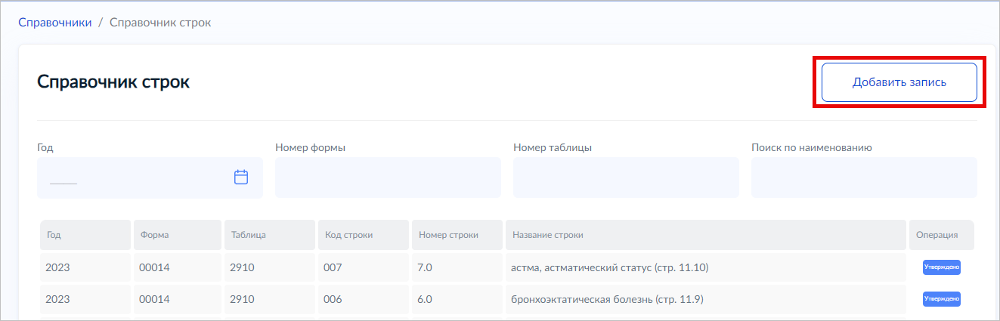 Справочники / Справочник строк
Справочник строк
Добавить запись
Год Номер формы Номер таблицы Поиск по наименованию
Год Форма Таблица Код строки Номер строки Название строки Операция
2023 00014 2910 007 7.0 астма, астматический статус (стр. 11.10) Утверждено
2023 00014 2910 006 6.0 бронхоэктатическая болезнь (стр. 11.9) Утверждено